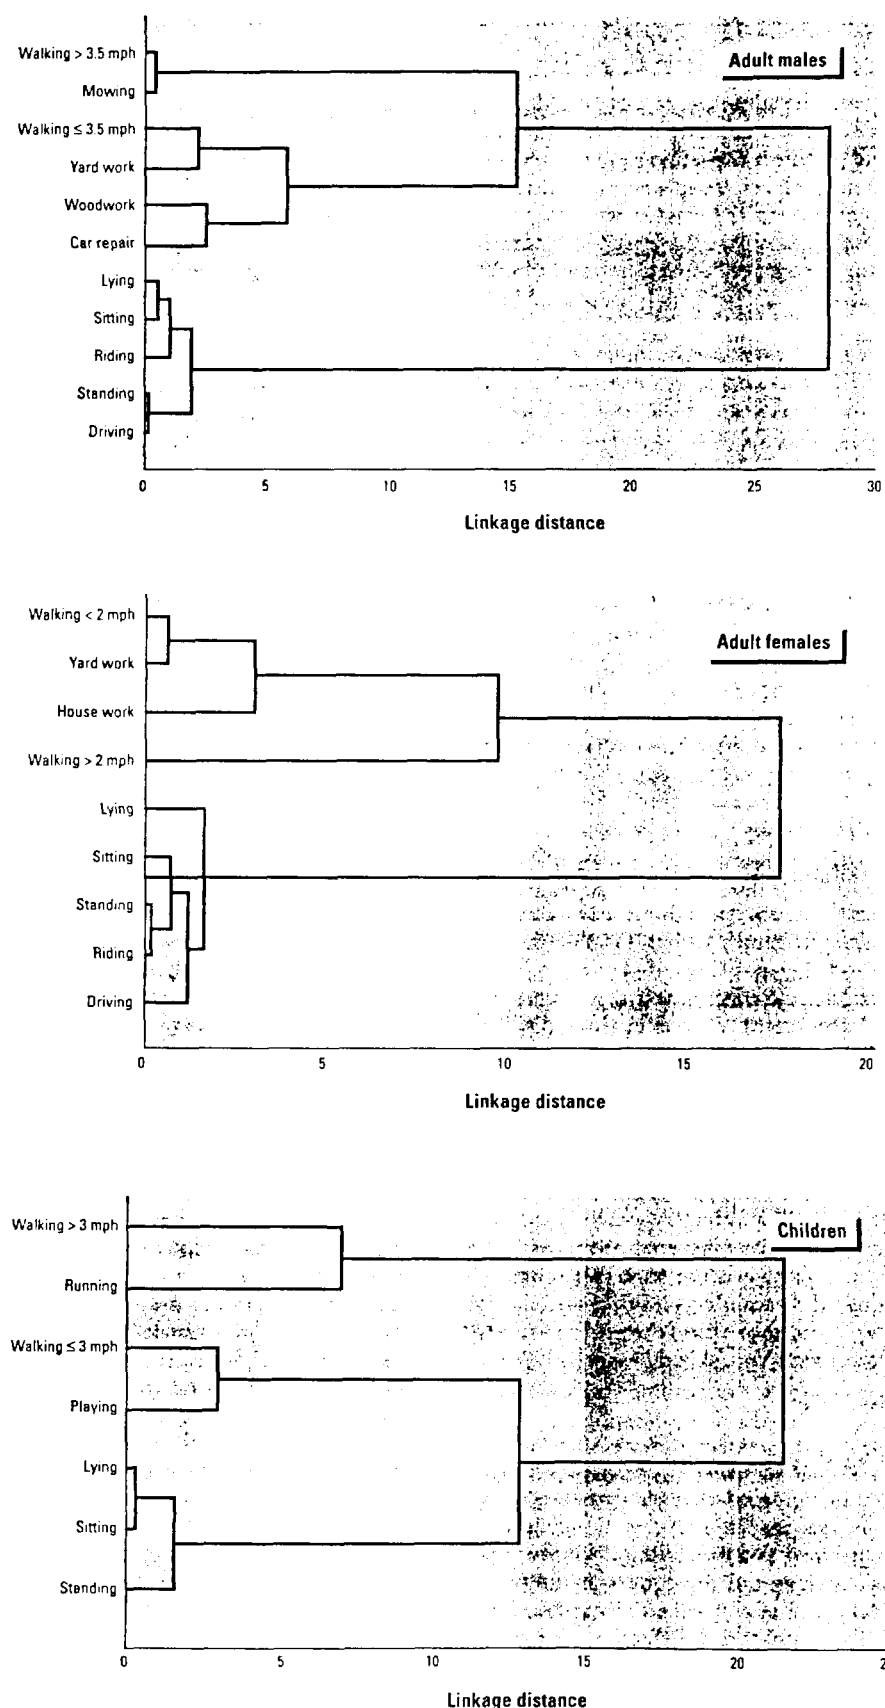 Adult males
Walking > 3.5 mph
Mowing
Walking ≤ 3.5 mph
Yard work
Woodwork
Car repair
Lying
Sitting
Riding
Standing
Driving
0 5 10 15 20 25 30
Linkage distance
Adult females
Walking < 2 mph
Yard work
House work
Walking > 2 mph
Lying
Sitting
Standing
Riding
Driving
0 5 10 15 20
Linkage distance
Children
Walking > 3 mph
Running
Walking ≤ 3 mph
Playing
Lying
Sitting
Standing
0 5 10 15 20 2
Linkage distance